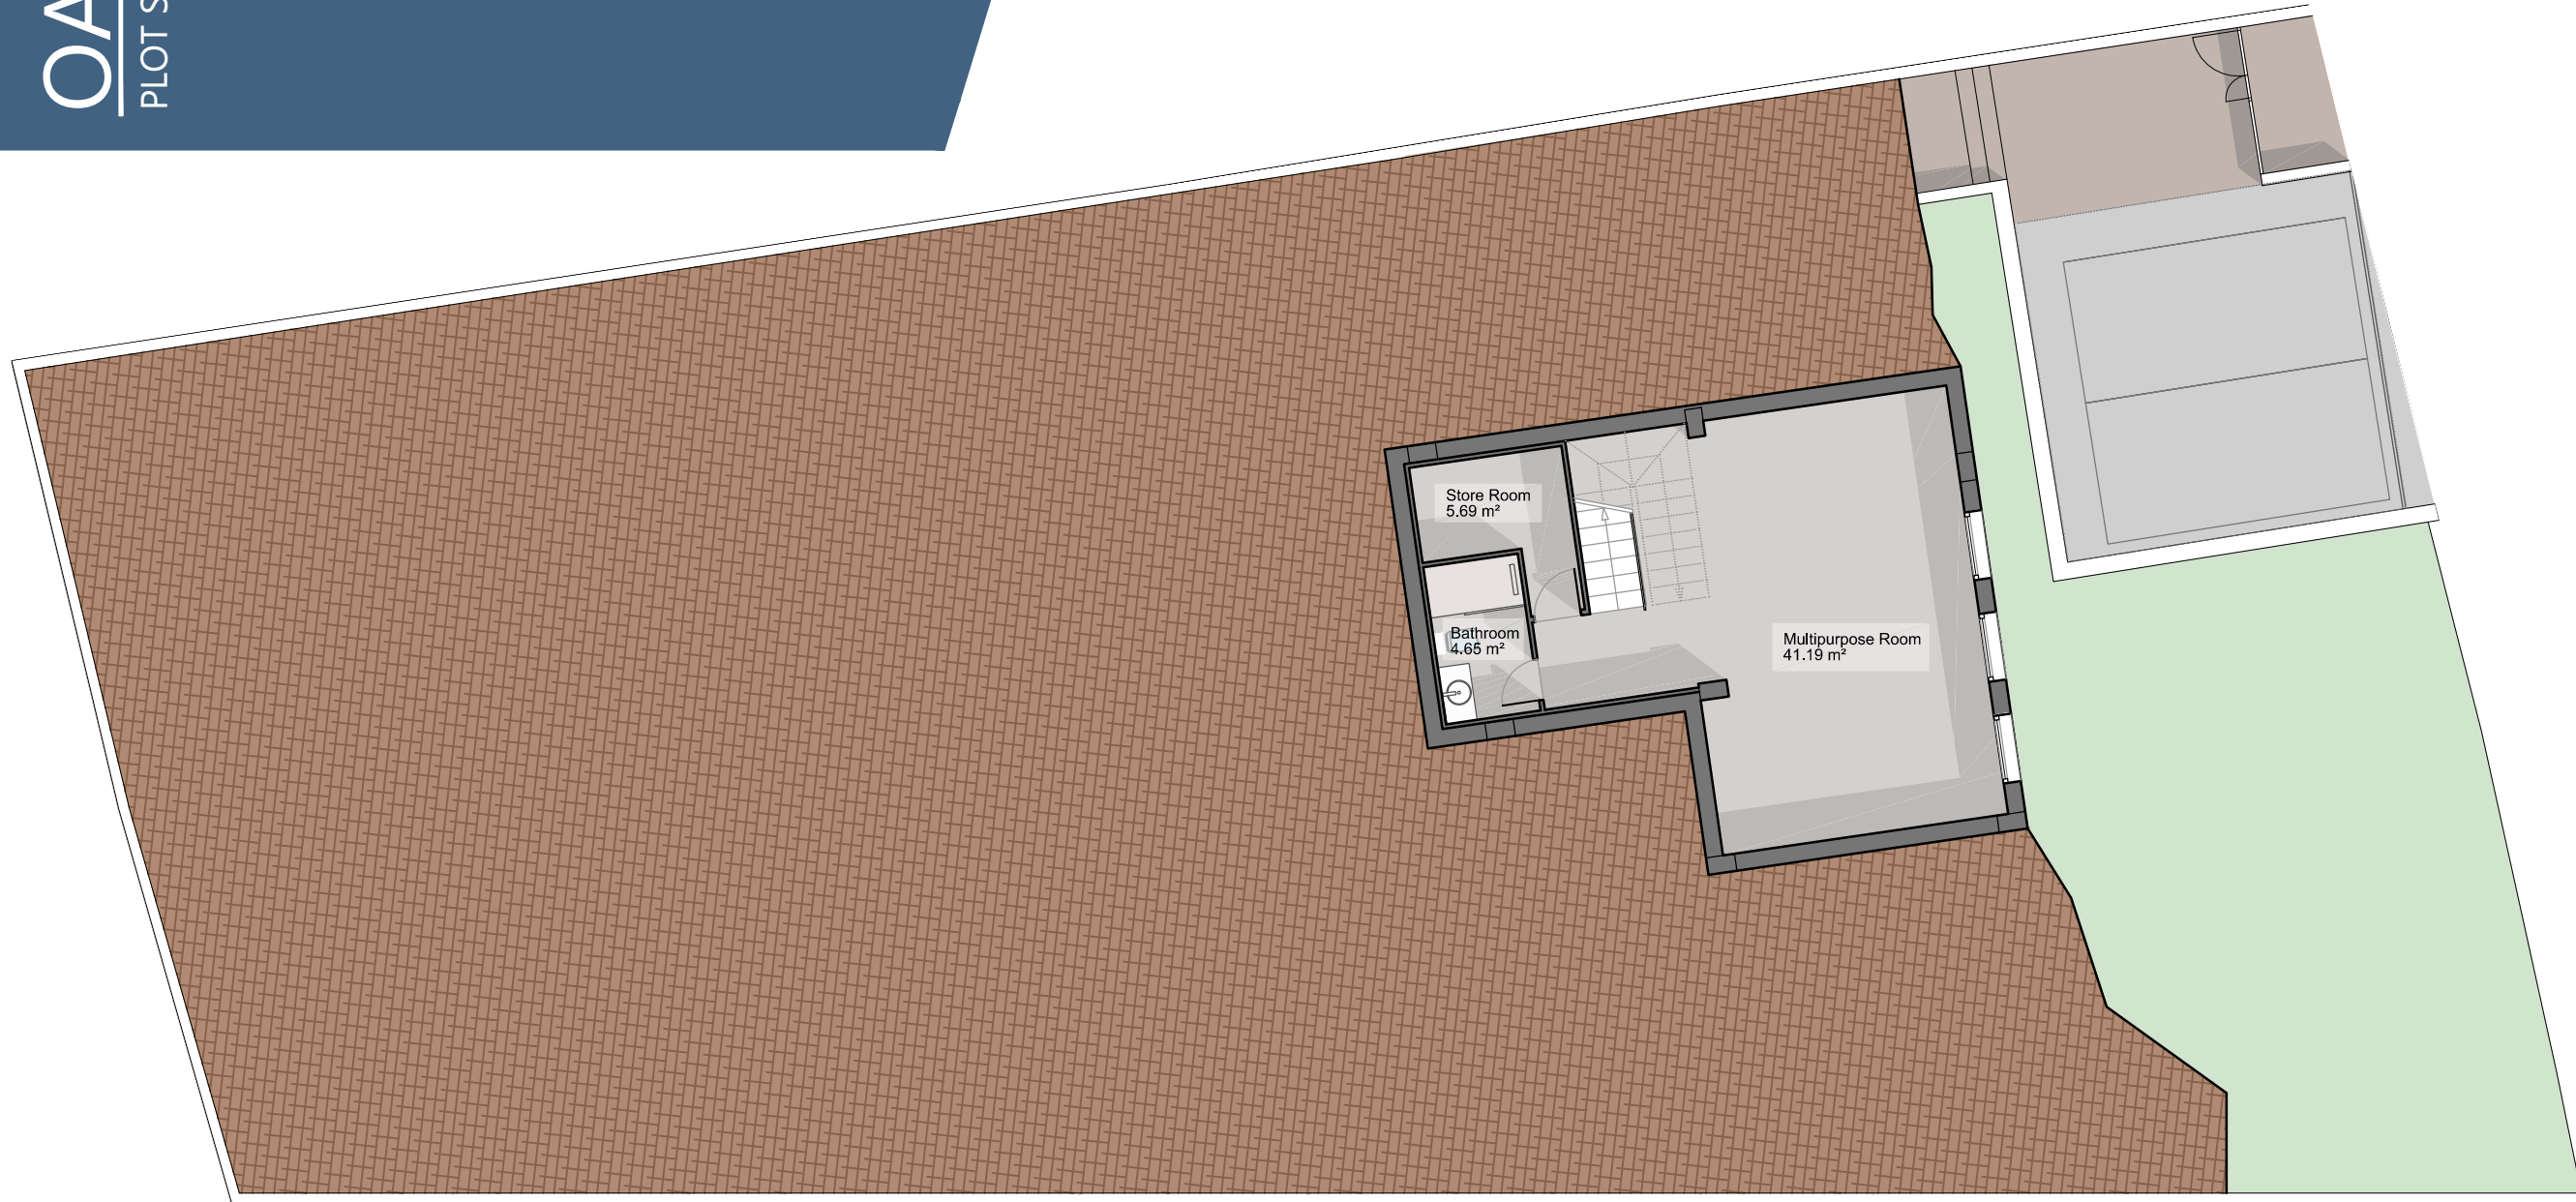 OA
PLOT S
Store Room
5.69 m²
Bathroom
4.65 m²
Multipurpose Room
41.19 m²